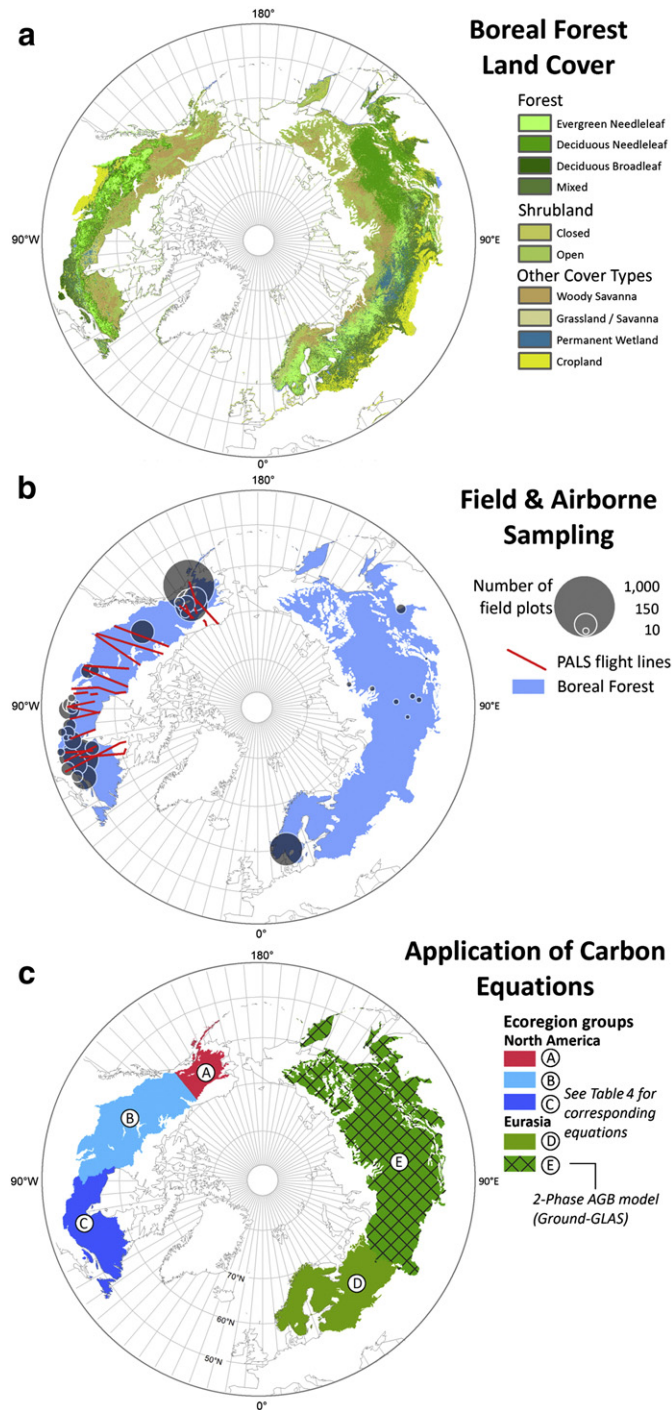 a
180°
Boreal Forest
Land Cover
Forest
Evergreen Needleleaf
Deciduous Needleleaf
Deciduous Broadleaf
Mixed
Shrubland
Closed
Open
Other Cover Types
Woody Savanna
Grassland / Savanna
Permanent Wetland
Cropland
90°W
90°E
0°
b
180°
Field & Airborne
Sampling
Number of
field plots
1,000
150
10
PALS flight lines
Boreal Forest
90°W
90°E
0°
c
180°
Application of Carbon
Equations
Ecoregion groups
North America
A
B
C
See Table 4 for
corresponding
equations
Eurasia
D
E
2-Phase AGB model
(Ground-GLAS)
A
B
C
D
E
90°W
90°E
70°N
60°N
50°N
0°